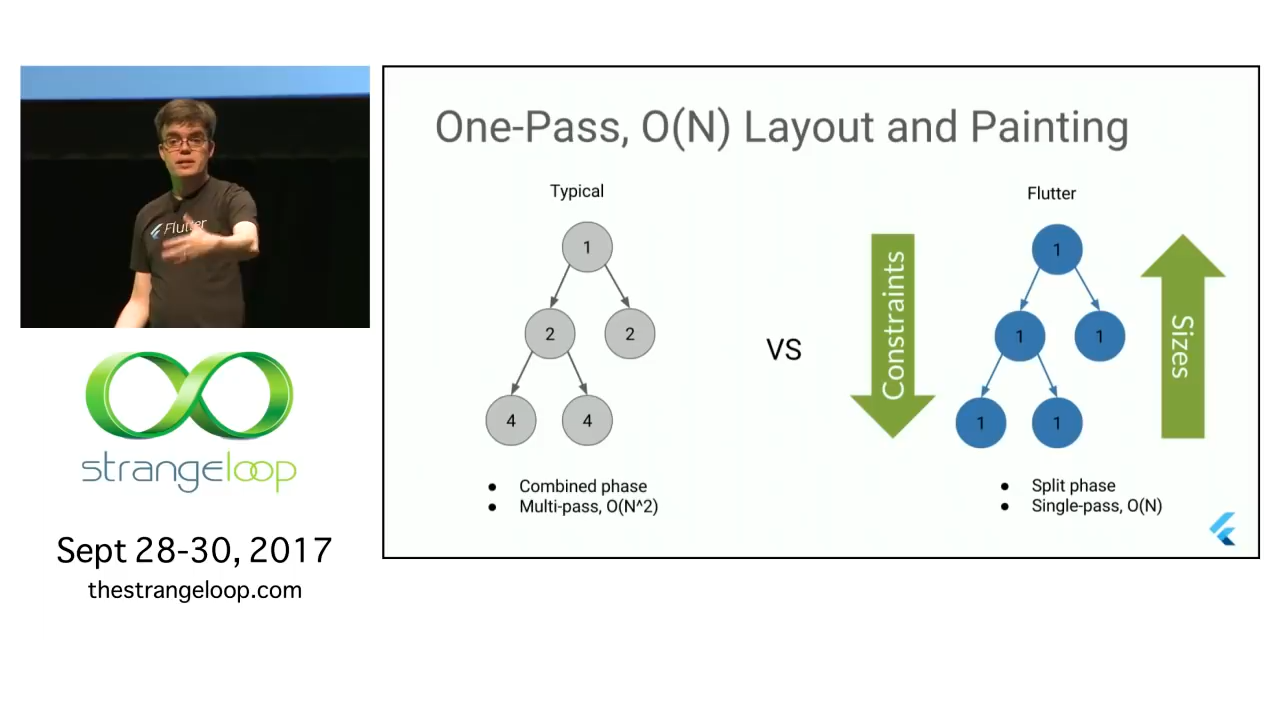 Flutter
strangeloop
Sept 28-30, 2017
thestrangeloop.com
One-Pass, O(N) Layout and Painting
Typical
1
2
2
4
4
● Combined phase
● Multi-pass, O(N^2)
VS
Flutter
Constraints
1
1
1
1
1
Sizes
● Split phase
● Single-pass, O(N)